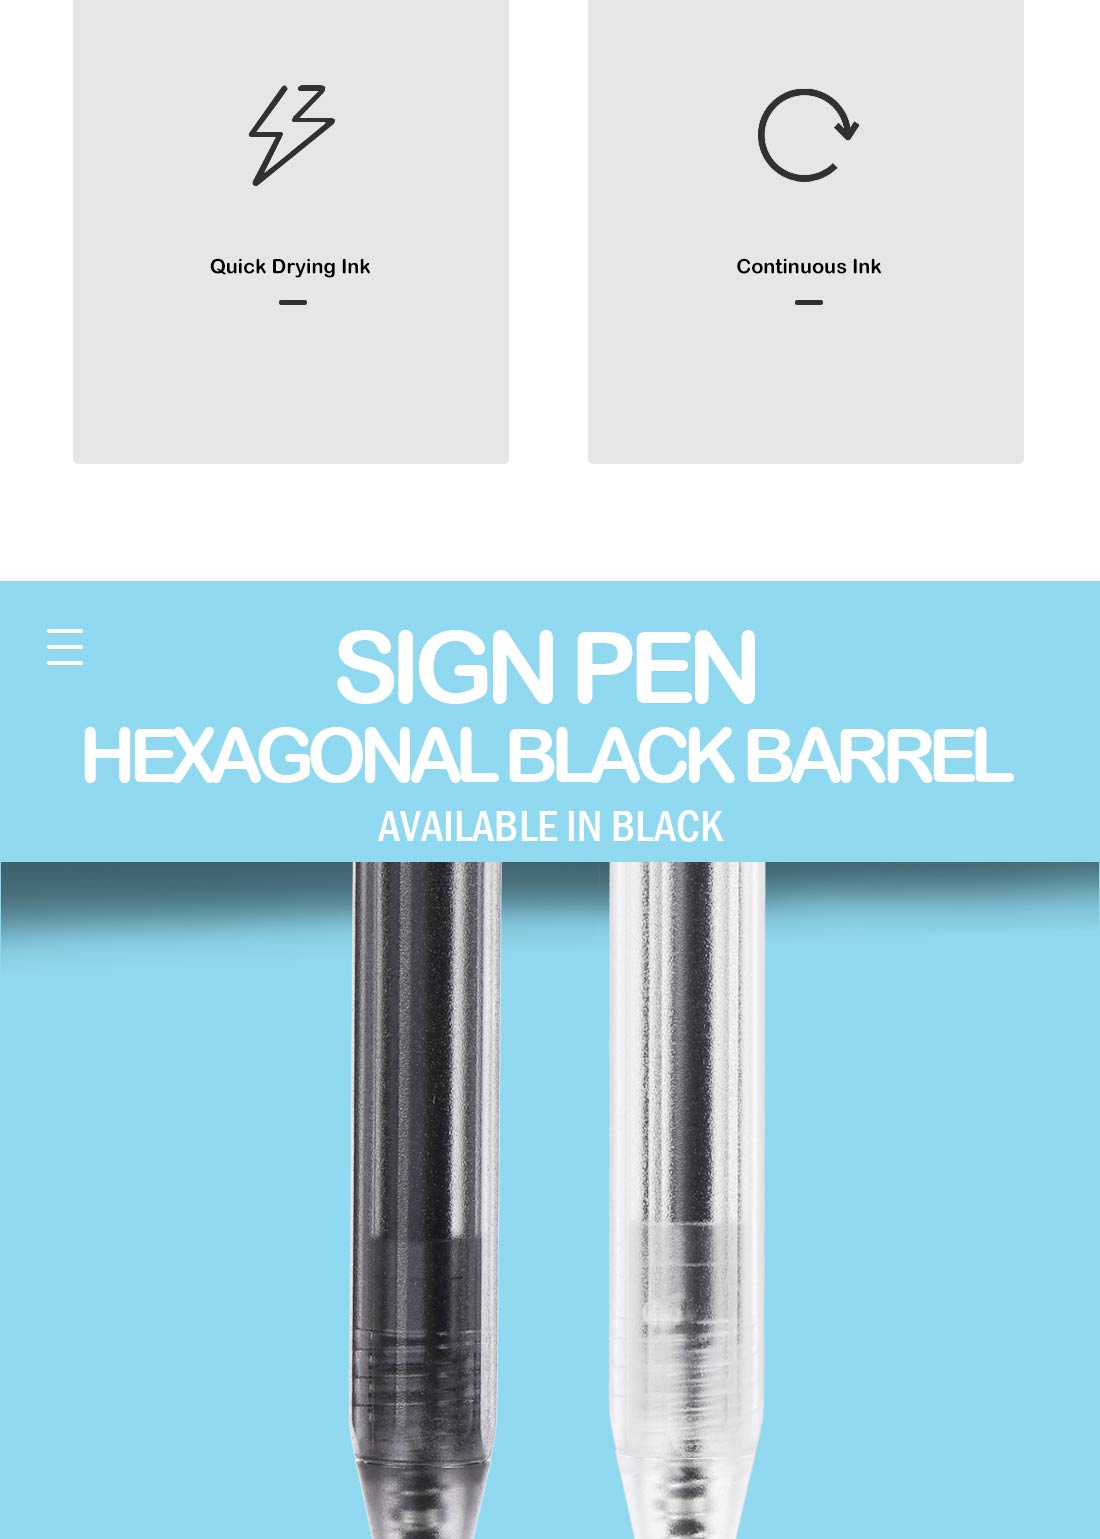 Quick Drying Ink
Continuous Ink
SIGN PEN
HEXAGONAL BLACK BARREL
AVAILABLE IN BLACK